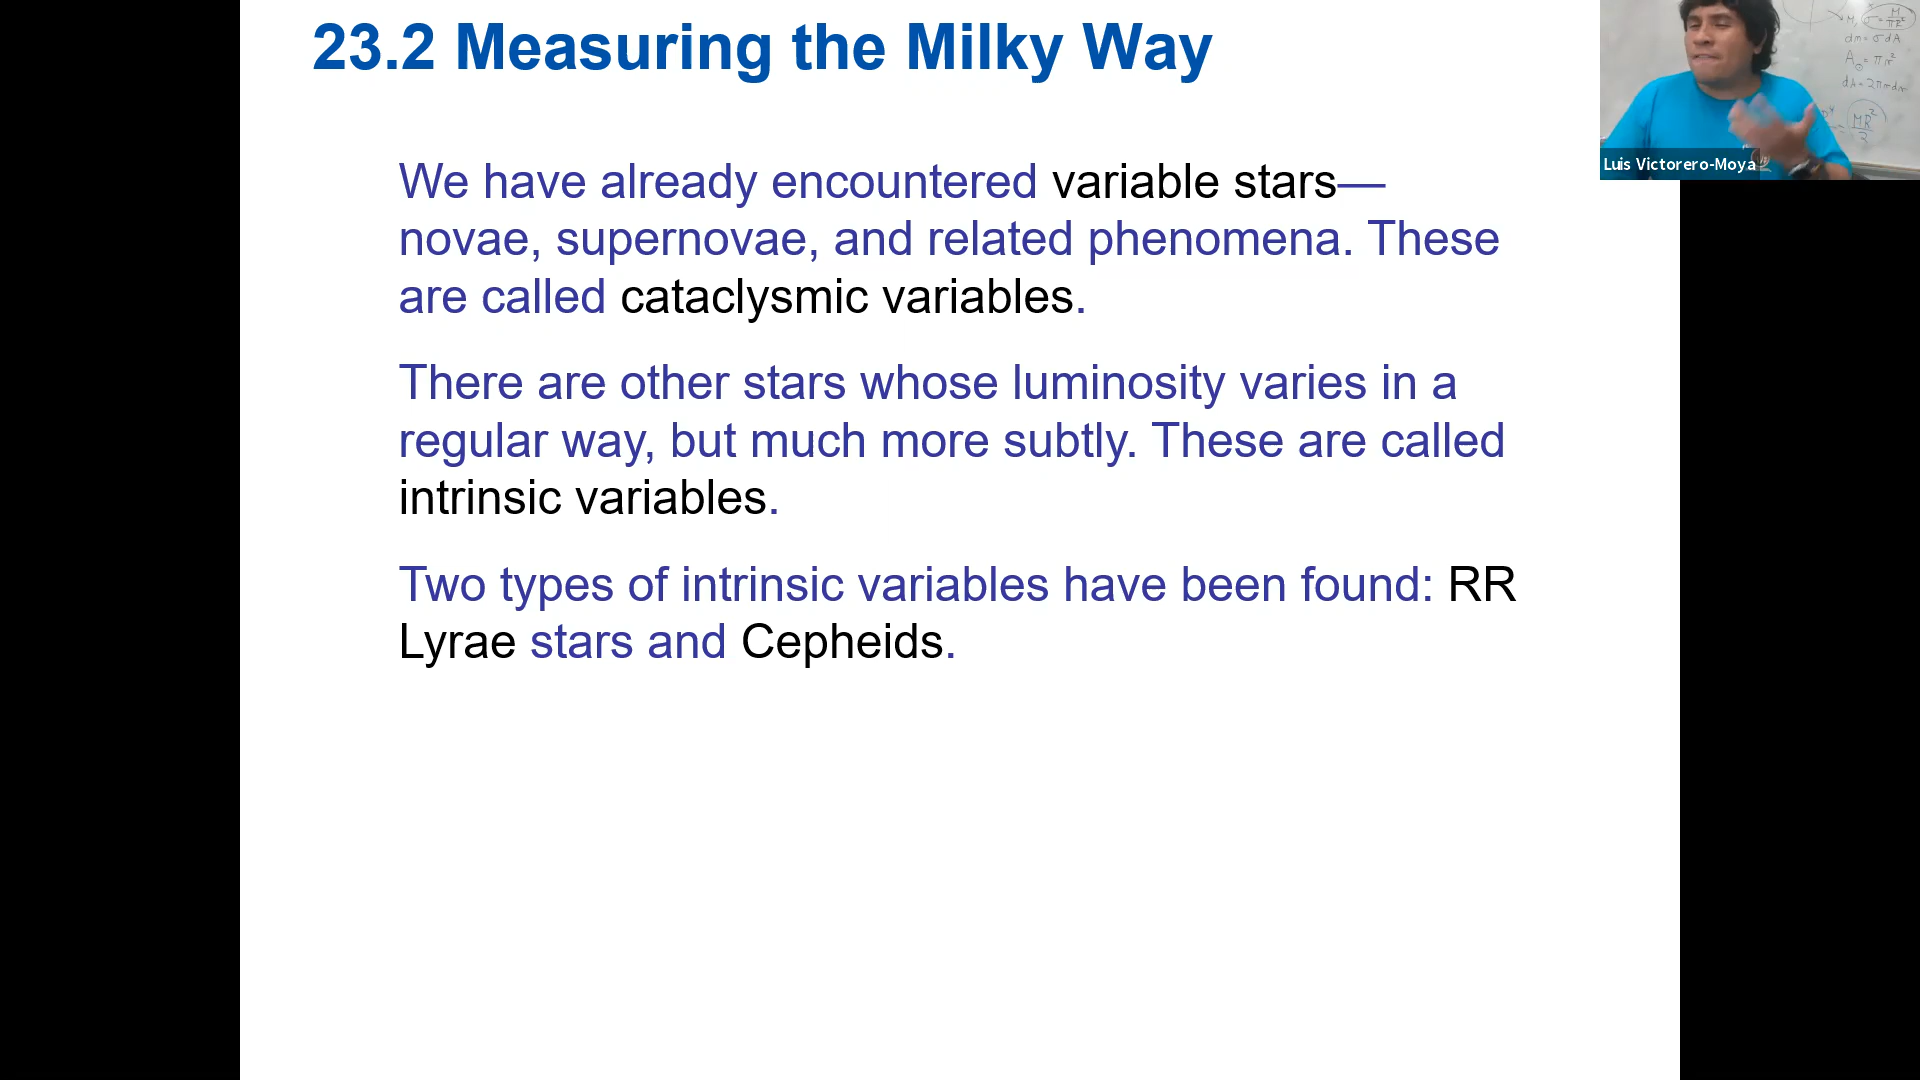 23.2 Measuring the Milky Way
We have already encountered variable stars—
novae, supernovae, and related phenomena. These
are called cataclysmic variables.
There are other stars whose luminosity varies in a
regular way, but much more subtly. These are called
intrinsic variables.
Two types of intrinsic variables have been found: RR
Lyrae stars and Cepheids.
Luis Victorero-Moya
dm = σdA